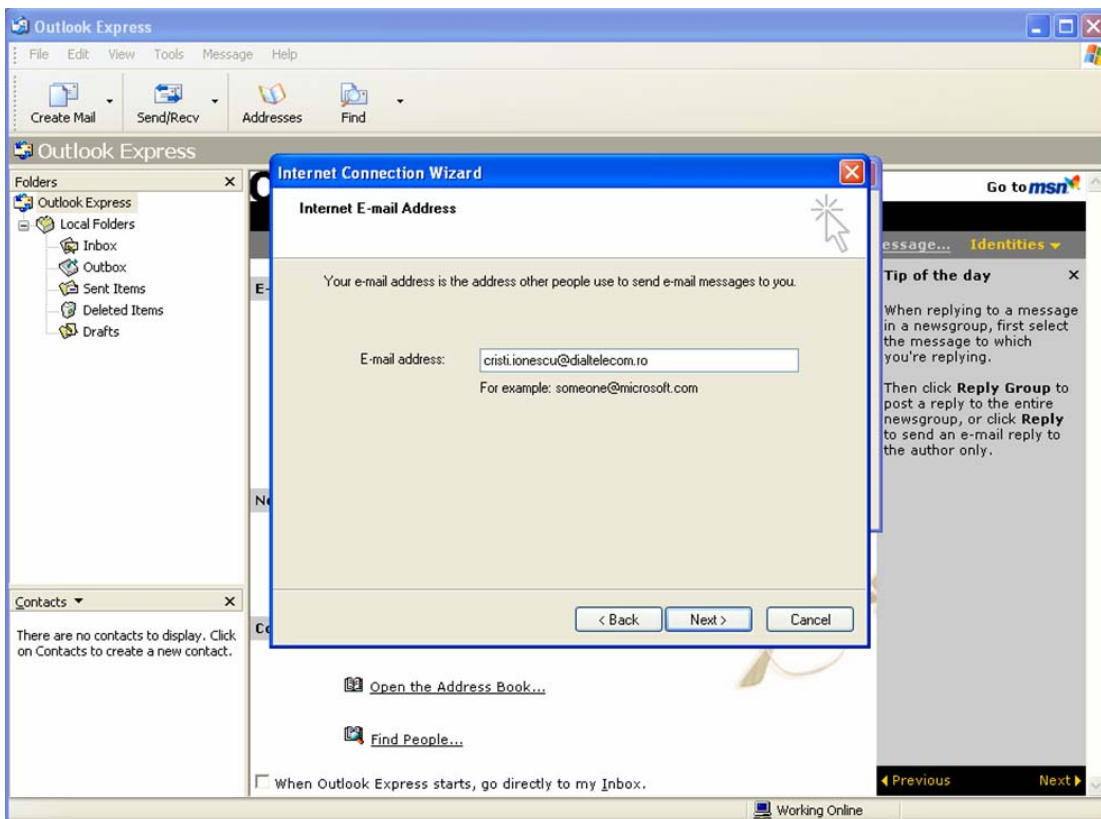 Outlook Express
File Edit View Tools Message Help
Create Mail Send/Recv Addresses Find
Outlook Express
Folders
Outlook Express
Local Folders
Inbox
Outbox
Sent Items
Deleted Items
Drafts
Contacts
There are no contacts to display. Click
on Contacts to create a new contact.
Internet Connection Wizard
Internet E-mail Address
Your e-mail address is the address other people use to send e-mail messages to you.
E-mail address: cristi.ionescu@dialtelecom.ro
For example: someone@microsoft.com
< Back Next > Cancel
Open the Address Book...
Find People...
When Outlook Express starts, go directly to my Inbox.
Go to msn
Identities
Tip of the day
When replying to a message
in a newsgroup, first select
the message to which
you're replying.
Then click Reply Group to
post a reply to the entire
newsgroup, or click Reply
to send an e-mail reply to
the author only.
Previous Next
Working Online